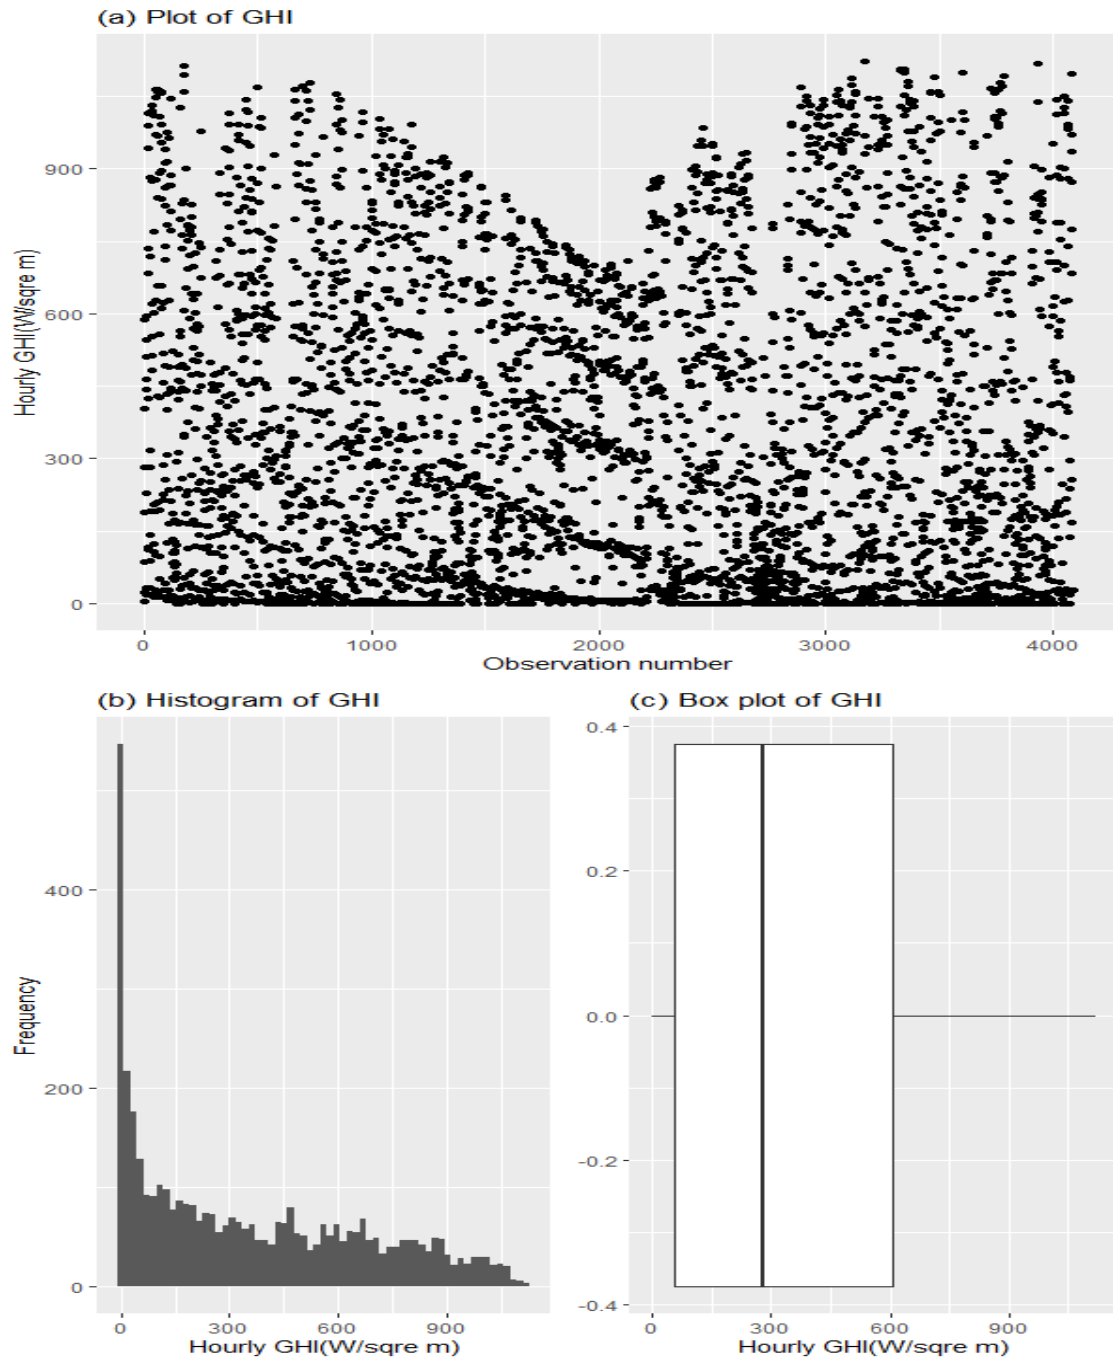 (a) Plot of GHI
Hourly GHI(W/sqre m)
900
600
300
0
0 1000 2000 3000 4000
Observation number
(b) Histogram of GHI
Frequency
400
200
0
0 300 600 900
Hourly GHI(W/sqre m)
(c) Box plot of GHI
0.4
0.2
0.0
-0.2
-0.4
0 300 600 900
Hourly GHI(W/sqre m)